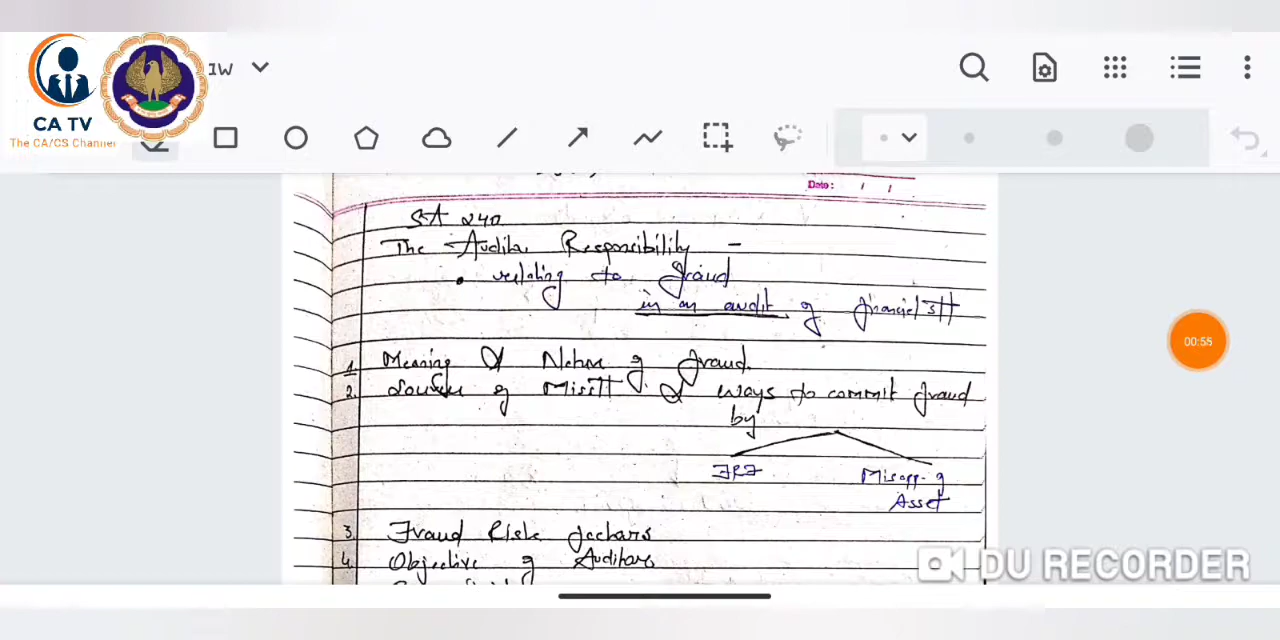 1W
CA TV
The CA/CS Channel
Date: / /
SA 240
The Auditor Responsibility -
relating to fraud
in an audit of financial stt
1. Meaning & Nature of fraud.
2. Source of Misstt. & ways to commit fraud
by
FRF
Misapp. of
Asset
3. Fraud Risk factors
4. Objective of Auditors
00:55
DU RECORDER